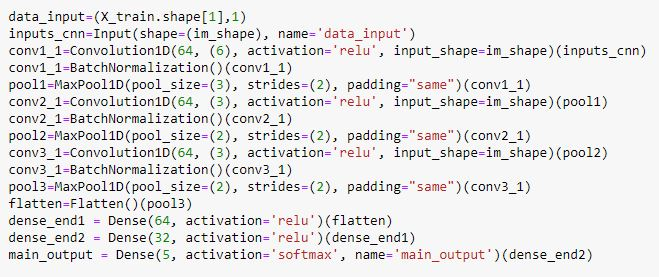 data_input=(X_train.shape[1],1)
inputs_cnn=Input(shape=(im_shape), name='data_input')
conv1_1=Convolution1D(64, (6), activation='relu', input_shape=im_shape)(inputs_cnn)
conv1_1=BatchNormalization()(conv1_1)
pool1=MaxPool1D(pool_size=(3), strides=(2), padding="same")(conv1_1)
conv2_1=Convolution1D(64, (3), activation='relu', input_shape=im_shape)(pool1)
conv2_1=BatchNormalization()(conv2_1)
pool2=MaxPool1D(pool_size=(2), strides=(2), padding="same")(conv2_1)
conv3_1=Convolution1D(64, (3), activation='relu', input_shape=im_shape)(pool2)
conv3_1=BatchNormalization()(conv3_1)
pool3=MaxPool1D(pool_size=(2), strides=(2), padding="same")(conv3_1)
flatten=Flatten()(pool3)
dense_end1 = Dense(64, activation='relu')(flatten)
dense_end2 = Dense(32, activation='relu')(dense_end1)
main_output = Dense(5, activation='softmax', name='main_output')(dense_end2)